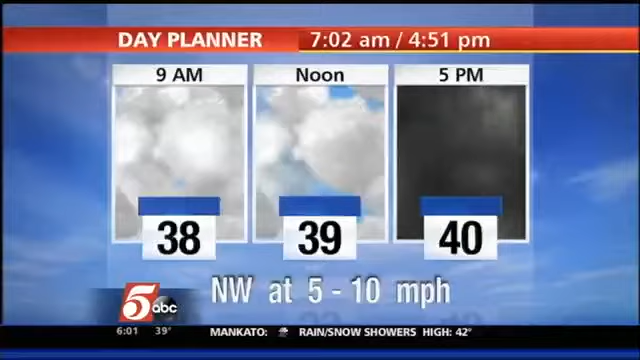 DAY PLANNER 7:02 am / 4:51 pm
9 AM Noon 5 PM
38 39 40
NW at 5 - 10 mph
5 abc
6:01 39° MANKATO: RAIN/SNOW SHOWERS HIGH: 42°